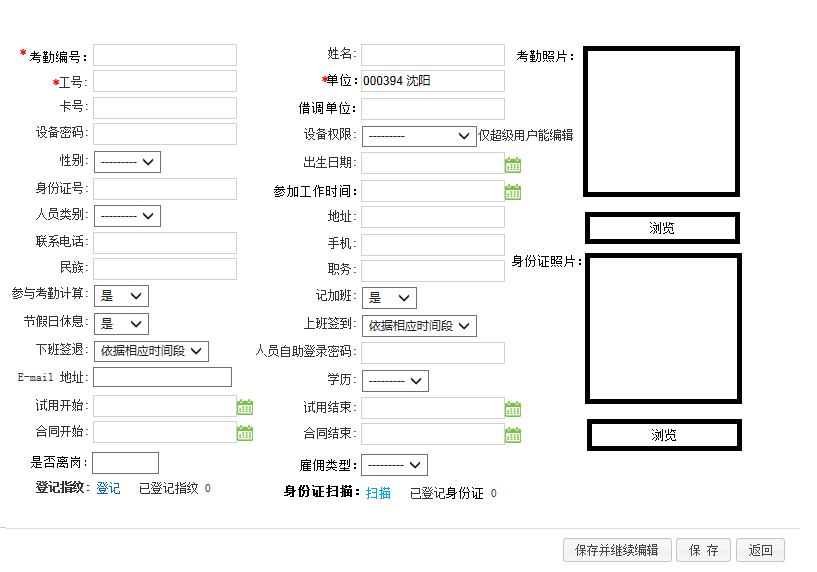 *考勤编号: 姓名: 考勤照片:
*工号: *单位: 000394 沈阳
卡号: 借调单位:
设备密码: 设备权限: --------- 仅超级用户能编辑
性别: --------- 出生日期:
身份证号: 参加工作时间:
人员类别: --------- 地址:
浏览
联系电话: 手机:
民族: 职务: 身份证照片:
参与考勤计算: 是 记加班: 是
节假日休息: 是 上班签到: 依据相应时间段
下班签退: 依据相应时间段 人员自助登录密码:
E-mail 地址: 学历: ---------
试用开始: 试用结束:
合同开始: 合同结束:
浏览
是否离岗: 雇佣类型: ---------
登记指纹: 登记 已登记指纹 0 身份证扫描: 扫描 已登记身份证 0
保存并继续编辑 保 存 返回